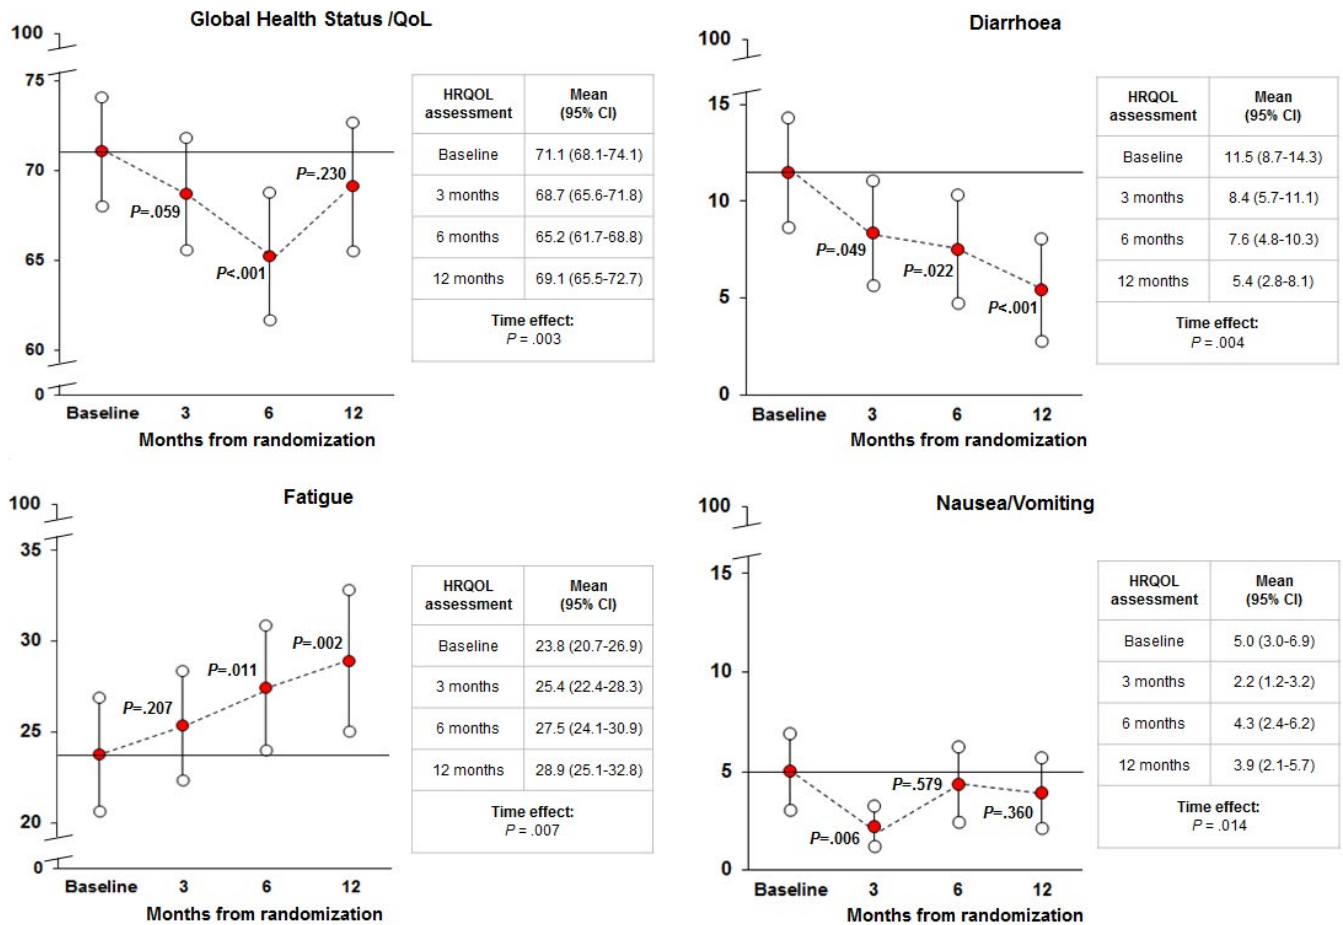 Global Health Status /QoL
100
75
70
65
60
0
P=.059
P<.001
P=.230
Baseline 3 6 12
Months from randomization
HRQOL assessment Mean (95% CI)
Baseline 71.1 (68.1-74.1)
3 months 68.7 (65.6-71.8)
6 months 65.2 (61.7-68.8)
12 months 69.1 (65.5-72.7)
Time effect:
P = .003
Diarrhoea
100
15
10
5
0
P=.049
P=.022
P<.001
Baseline 3 6 12
Months from randomization
HRQOL assessment Mean (95% CI)
Baseline 11.5 (8.7-14.3)
3 months 8.4 (5.7-11.1)
6 months 7.6 (4.8-10.3)
12 months 5.4 (2.8-8.1)
Time effect:
P = .004
Fatigue
100
35
30
25
20
0
P=.207
P=.011
P=.002
Baseline 3 6 12
Months from randomization
HRQOL assessment Mean (95% CI)
Baseline 23.8 (20.7-26.9)
3 months 25.4 (22.4-28.3)
6 months 27.5 (24.1-30.9)
12 months 28.9 (25.1-32.8)
Time effect:
P = .007
Nausea/Vomiting
100
15
10
5
0
P=.006
P=.579
P=.360
Baseline 3 6 12
Months from randomization
HRQOL assessment Mean (95% CI)
Baseline 5.0 (3.0-6.9)
3 months 2.2 (1.2-3.2)
6 months 4.3 (2.4-6.2)
12 months 3.9 (2.1-5.7)
Time effect:
P = .014